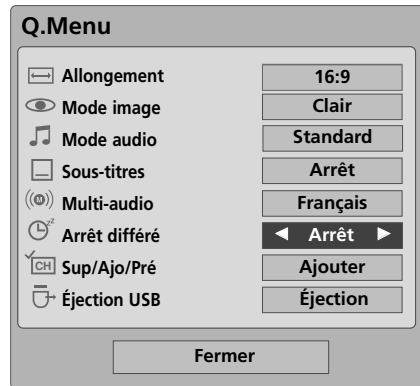 Q.Menu
Allongement 16:9
Mode image Clair
Mode audio Standard
Sous-titres Arrêt
Multi-audio Français
Arrêt différé ◄ Arrêt ►
Sup/Ajo/Pré Ajouter
Éjection USB Éjection
Fermer